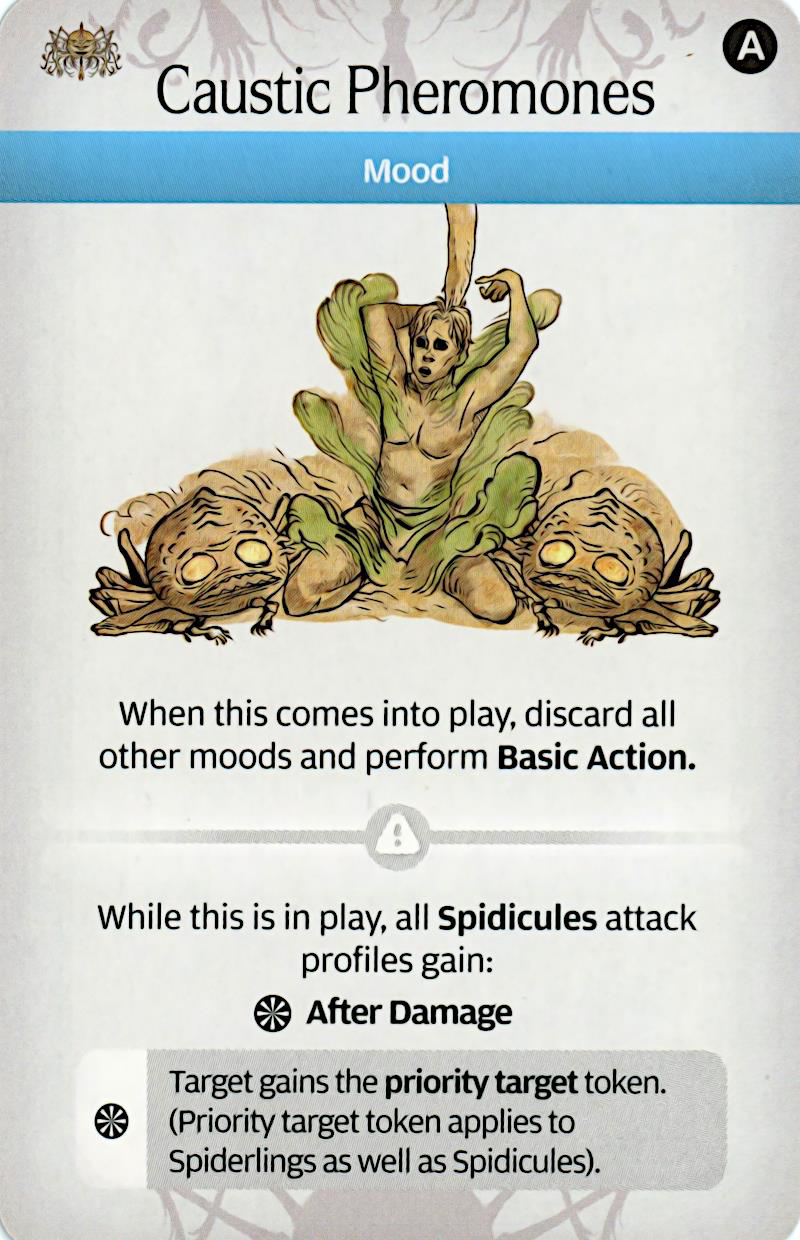 A
Caustic Pheromones
Mood
When this comes into play, discard all
other moods and perform Basic Action.
While this is in play, all Spidicules attack
profiles gain:
After Damage
Target gains the priority target token.
(Priority target token applies to
Spiderlings as well as Spidicules).